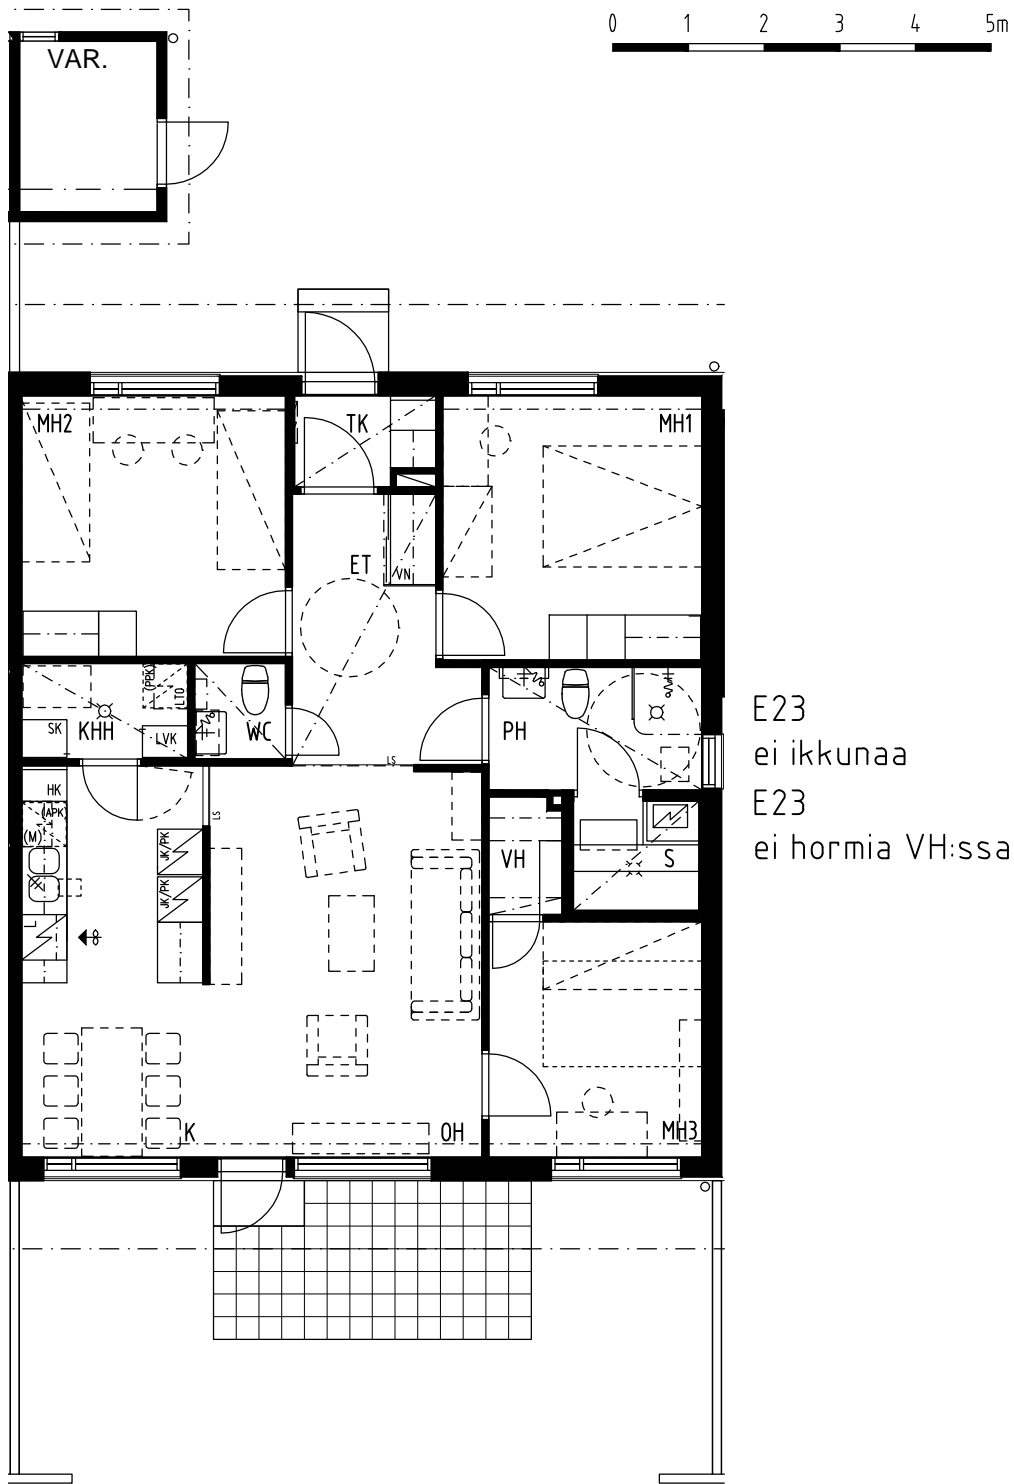 0 1 2 3 4 5m
VAR.
MH2
TK
MH1
ET
VN
(PPK)
LTO
SK
KHH
LVK
WC
PH
E23
ei ikkunaa
E23
ei hormia VH:ssa
LS
HK
(APK)
(M)
LS
JK/PK
JK/PK
VH
S
L
K
OH
MH3